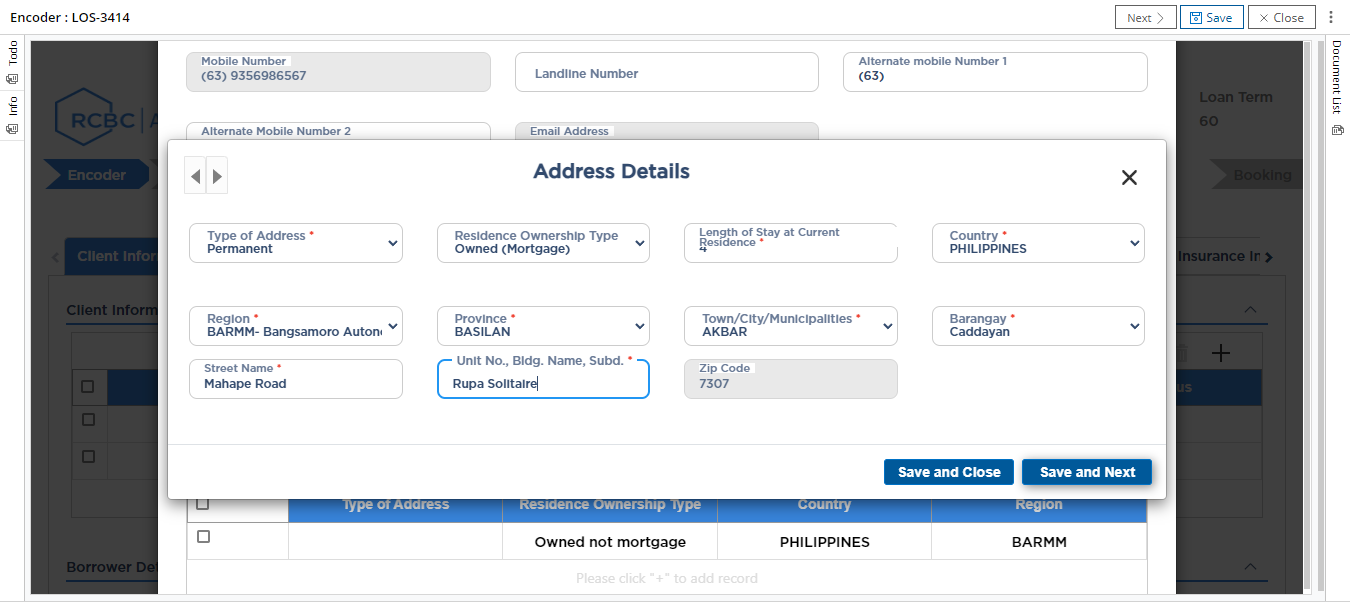 Encoder : LOS-3414
Next
Save
Close
Todo
Info
Document List
RCBC
Loan Term
60
Encoder
Booking
Mobile Number
(63) 9356986567
Landline Number
Alternate mobile Number 1
(63)
Alternate Mobile Number 2
Email Address
Client Infor
Insurance In
Client Inform
us
Borrower Det
Address Details
Type of Address *
Permanent
Residence Ownership Type
Owned (Mortgage)
Length of Stay at Current
Residence *
4
Country *
PHILIPPINES
Region *
BARMM- Bangsamoro Auton
Province *
BASILAN
Town/City/Municipalities *
AKBAR
Barangay *
Caddayan
Street Name *
Mahape Road
Unit No., Bldg. Name, Subd. *
Rupa Solitaire
Zip Code
7307
Save and Close
Save and Next
Type of Address
Residence Ownership Type
Country
Region
Owned not mortgage
PHILIPPINES
BARMM
Please click "+" to add record